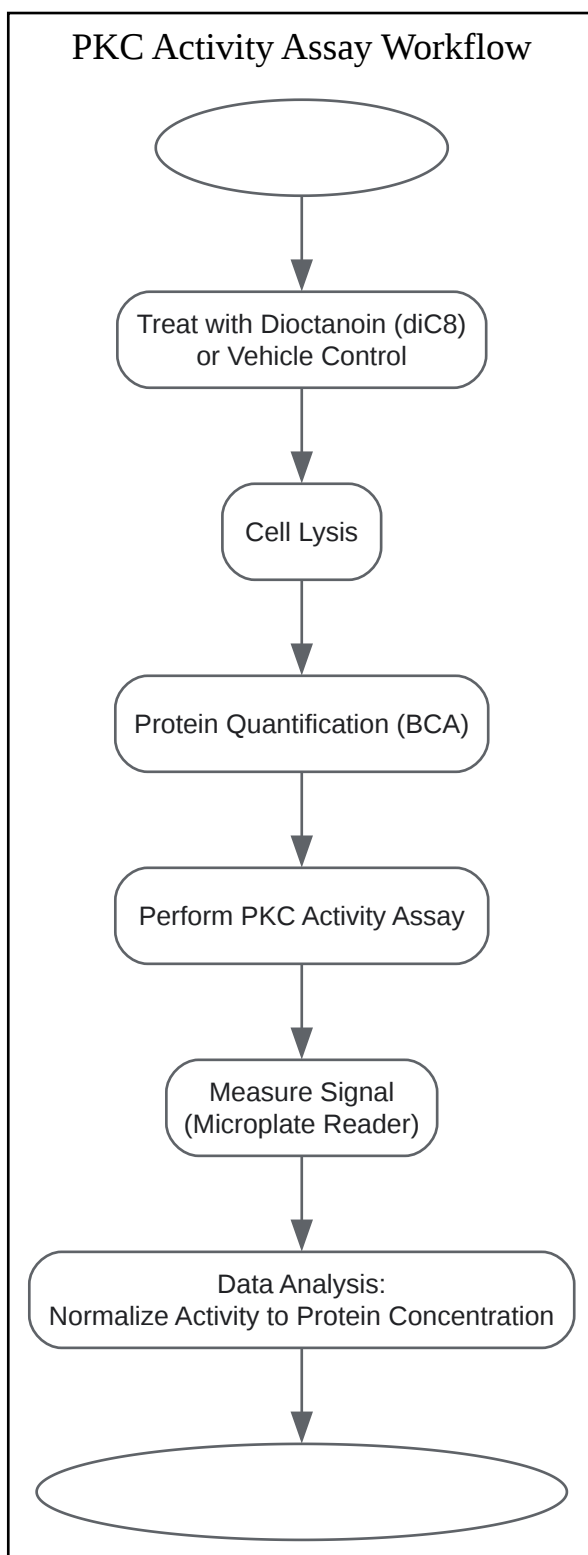 PKC Activity Assay Workflow
Treat with Dioctanoin (diC8)
or Vehicle Control
Cell Lysis
Protein Quantification (BCA)
Perform PKC Activity Assay
Measure Signal
(Microplate Reader)
Data Analysis:
Normalize Activity to Protein Concentration